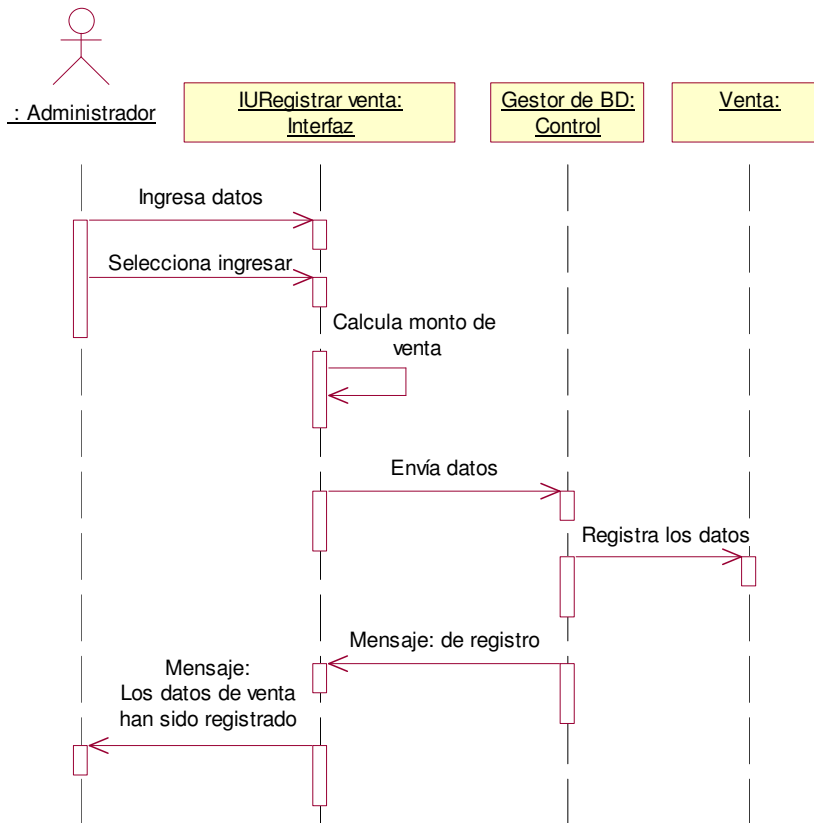 : Administrador
IURegistrar venta:
Interfaz
Gestor de BD:
Control
Venta:
Ingresa datos
Selecciona ingresar
Calcula monto de
venta
Envía datos
Registra los datos
Mensaje: de registro
Mensaje:
Los datos de venta
han sido registrado